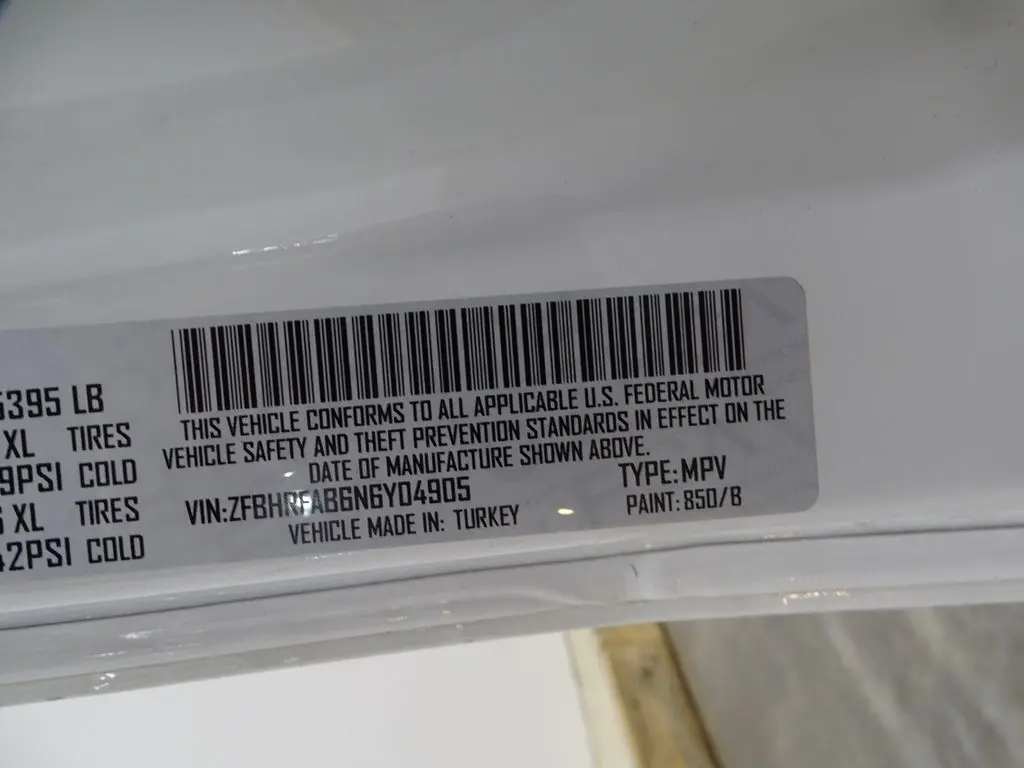 5395 LB
XL TIRES
9PSI COLD
XL TIRES
42PSI COLD
THIS VEHICLE CONFORMS TO ALL APPLICABLE U.S. FEDERAL MOTOR
VEHICLE SAFETY AND THEFT PREVENTION STANDARDS IN EFFECT ON THE
DATE OF MANUFACTURE SHOWN ABOVE.
VIN:ZFBHRFAB6N6Y04905 TYPE:MPV
VEHICLE MADE IN: TURKEY PAINT:850/B